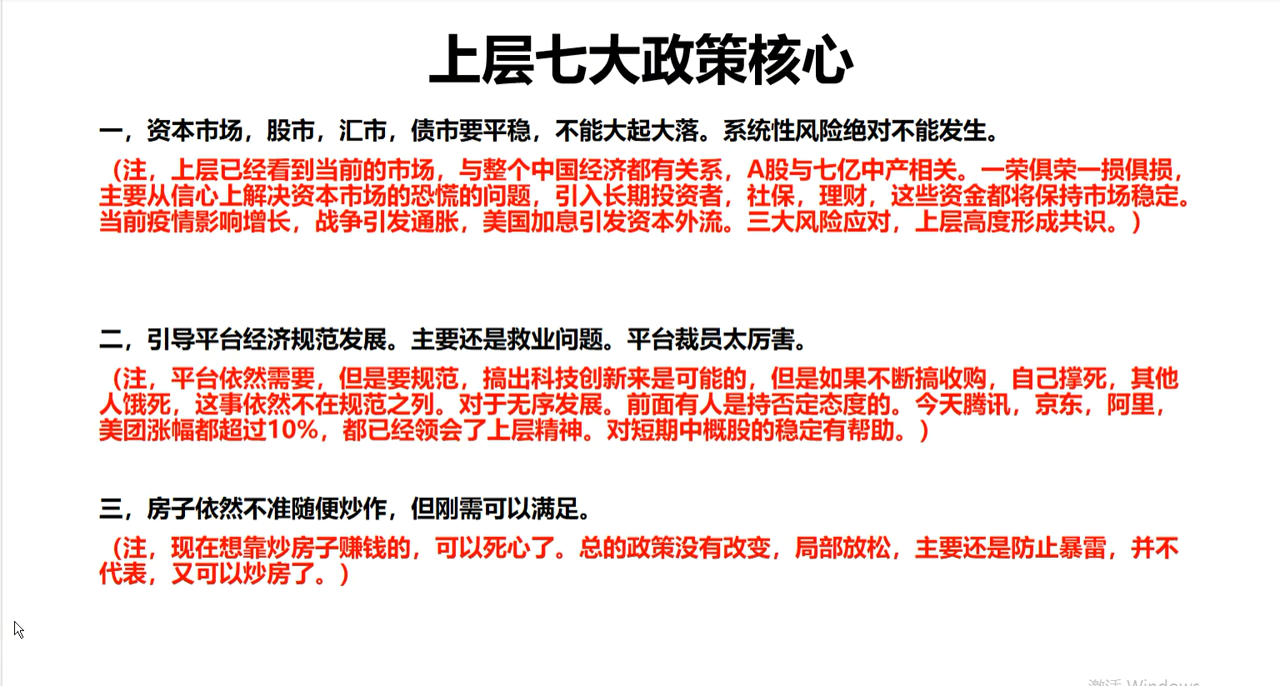 上层七大政策核心
一，资本市场，股市，汇市，债市要平稳，不能大起大落。系统性风险绝对不能发生。
（注，上层已经看到当前的市场，与整个中国经济都有关系，A股与七亿中产相关。一荣俱荣一损俱损，
主要从信心上解决资本市场的恐慌的问题，引入长期投资者，社保，理财，这些资金都将保持市场稳定。
当前疫情影响增长，战争引发通胀，美国加息引发资本外流。三大风险应对，上层高度形成共识。）
二，引导平台经济规范发展。主要还是救业问题。平台裁员太厉害。
（注，平台依然需要，但是要规范，搞出科技创新来是可能的，但是如果不断搞收购，自己撑死，其他
人饿死，这事依然不在规范之列。对于无序发展。前面有人是持否定态度的。今天腾讯，京东，阿里，
美团涨幅都超过10%，都已经领会了上层精神。对短期中概股的稳定有帮助。）
三，房子依然不准随便炒作，但刚需可以满足。
（注，现在想靠炒房子赚钱的，可以死心了。总的政策没有改变，局部放松，主要还是防止暴雷，并不
代表，又可以炒房了。）
激活 Windows